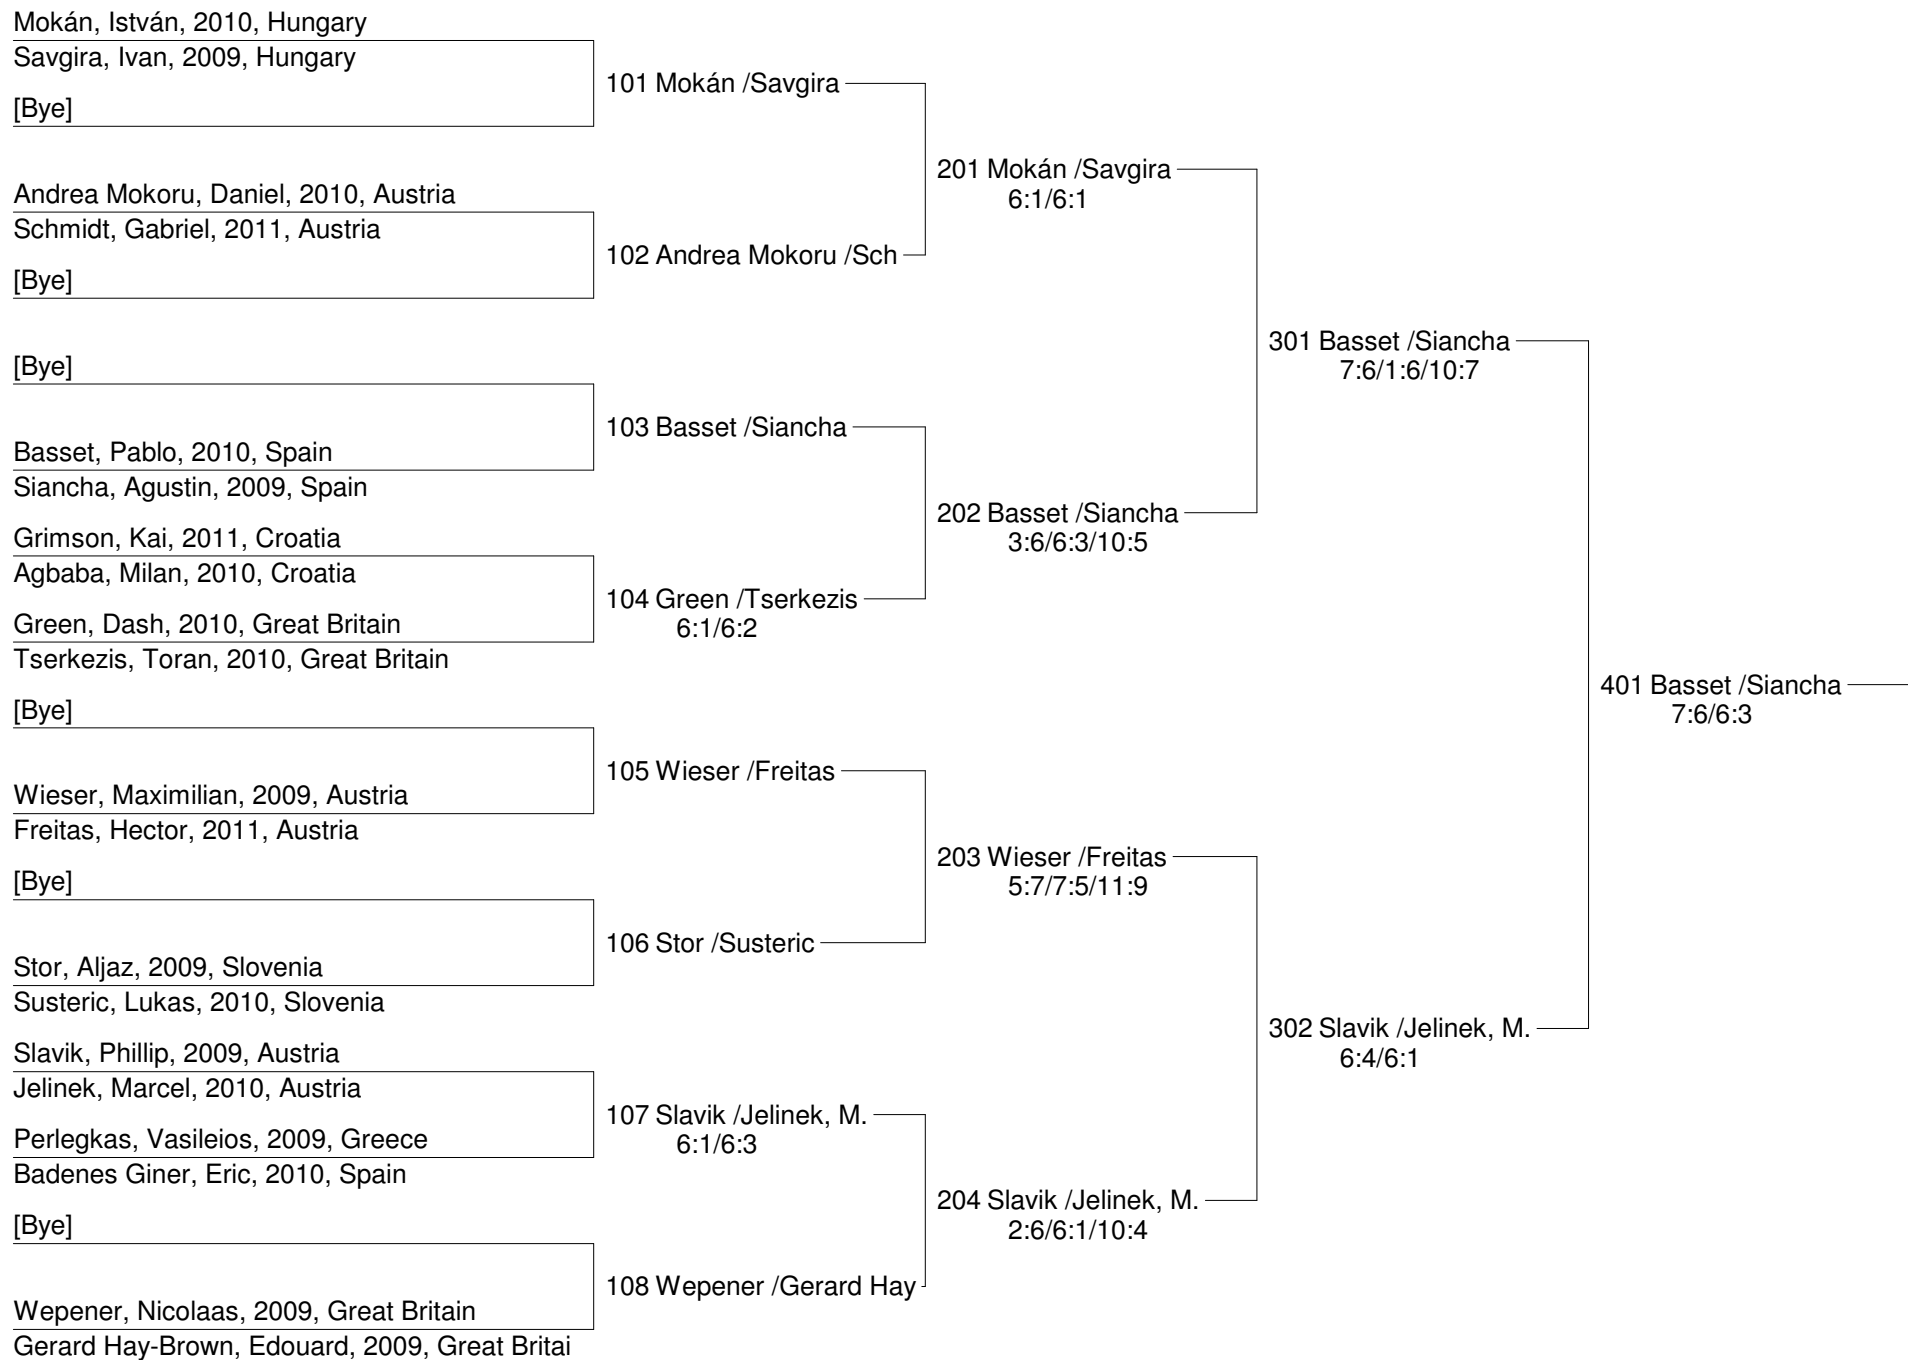 Mokán, István, 2010, Hungary
Savgira, Ivan, 2009, Hungary
[Bye]
Andrea Mokoru, Daniel, 2010, Austria
Schmidt, Gabriel, 2011, Austria
[Bye]
[Bye]
Basset, Pablo, 2010, Spain
Siancha, Agustin, 2009, Spain
Grimson, Kai, 2011, Croatia
Agbaba, Milan, 2010, Croatia
Green, Dash, 2010, Great Britain
Tserkezis, Toran, 2010, Great Britain
[Bye]
Wieser, Maximilian, 2009, Austria
Freitas, Hector, 2011, Austria
[Bye]
Stor, Aljaz, 2009, Slovenia
Susteric, Lukas, 2010, Slovenia
Slavik, Phillip, 2009, Austria
Jelinek, Marcel, 2010, Austria
Perlegkas, Vasileios, 2009, Greece
Badenes Giner, Eric, 2010, Spain
[Bye]
Wepener, Nicolaas, 2009, Great Britain
Gerard Hay-Brown, Edouard, 2009, Great Britai
101 Mokán /Savgira
102 Andrea Mokoru /Sch
103 Basset /Siancha
104 Green /Tserkezis
6:1/6:2
105 Wieser /Freitas
106 Stor /Susteric
107 Slavik /Jelinek, M.
6:1/6:3
108 Wepener /Gerard Hay
201 Mokán /Savgira
6:1/6:1
202 Basset /Siancha
3:6/6:3/10:5
203 Wieser /Freitas
5:7/7:5/11:9
204 Slavik /Jelinek, M.
2:6/6:1/10:4
301 Basset /Siancha
7:6/1:6/10:7
302 Slavik /Jelinek, M.
6:4/6:1
401 Basset /Siancha
7:6/6:3